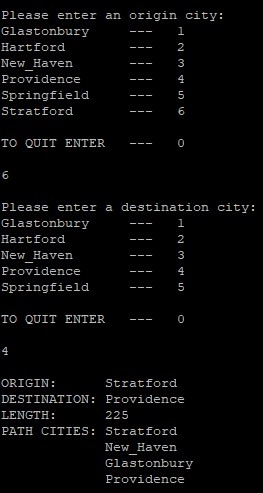 Please enter an origin city:
Glastonbury --- 1
Hartford --- 2
New_Haven --- 3
Providence --- 4
Springfield --- 5
Stratford --- 6
TO QUIT ENTER --- 0
6
Please enter a destination city:
Glastonbury --- 1
Hartford --- 2
New_Haven --- 3
Providence --- 4
Springfield --- 5
TO QUIT ENTER --- 0
4
ORIGIN: Stratford
DESTINATION: Providence
LENGTH: 225
PATH CITIES: Stratford
New_Haven
Glastonbury
Providence